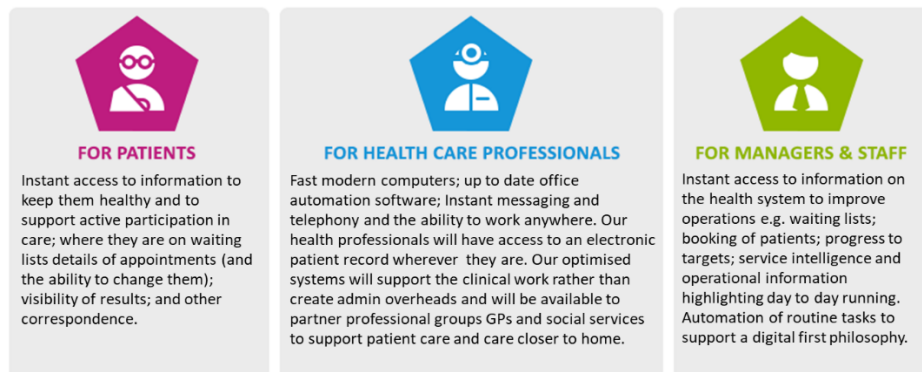 FOR PATIENTS
Instant access to information to
keep them healthy and to
support active participation in
care; where they are on waiting
lists details of appointments (and
the ability to change them);
visibility of results; and other
correspondence.
FOR HEALTH CARE PROFESSIONALS
Fast modern computers; up to date office
automation software; Instant messaging and
telephony and the ability to work anywhere. Our
health professionals will have access to an electronic
patient record wherever they are. Our optimised
systems will support the clinical work rather than
create admin overheads and will be available to
partner professional groups GPs and social services
to support patient care and care closer to home.
FOR MANAGERS & STAFF
Instant access to information on
the health system to improve
operations e.g. waiting lists;
booking of patients; progress to
targets; service intelligence and
operational information
highlighting day to day running.
Automation of routine tasks to
support a digital first philosophy.